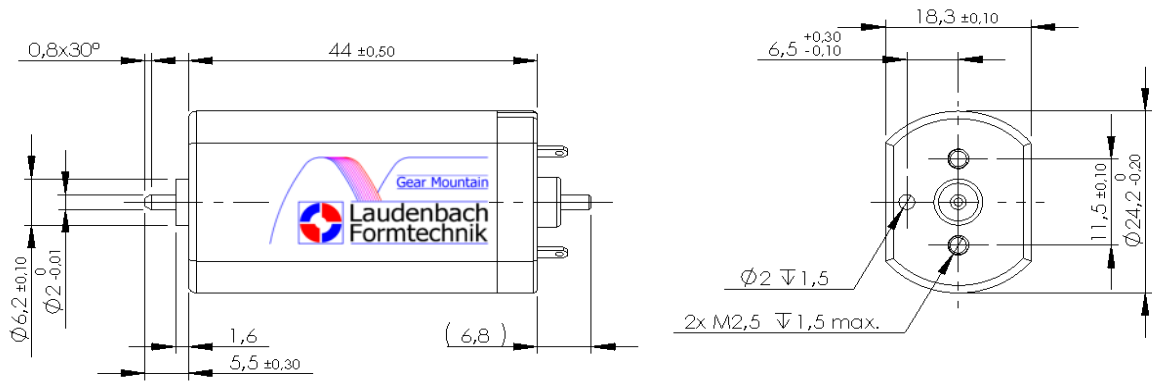 0,8x30°
44 ±0,50
18,3 ±0,10
6,5 +0,30 -0,10
Gear Mountain
Laudenbach
Formtechnik
Ø6,2 ±0,10
Ø2 0 -0,01
11,5 ±0,10
Ø24,2 0 -0,20
Ø2 ↧1,5
2x M2,5 ↧1,5 max.
1,6
5,5 ±0,30
( 6,8 )